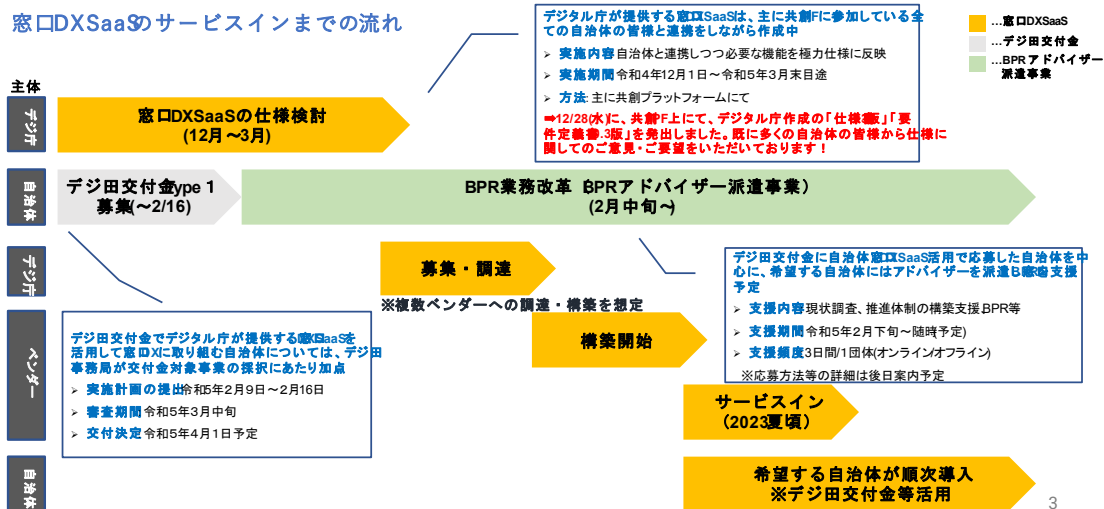 窓口DXSaaSのサービスインまでの流れ
デジタル庁が提供する窓口DXSaaSは、主に共創PFに参加している全
ての自治体の皆様と連携をしながら作成中
➢ 実施内容:自治体と連携しつつ必要な機能を極力仕様に反映
➢ 実施期間:令和4年12月1日～令和5年3月末目途
➢ 方法:主に共創プラットフォームにて
➡12/28(水)に、共創PF上にて、デジタル庁作成の「仕様書版」「要
件定義書0.3版」を発出しました。既に多くの自治体の皆様から仕様に
関してのご意見・ご要望をいただいております！
…窓口DXSaaS
…デジ田交付金
…BPRアドバイザー
派遣事業
主体
デジ庁
窓口DXSaaSの仕様検討
(12月～3月)
自治体
デジ田交付金Type 1
募集(～2/16)
BPR業務改革（BPRアドバイザー派遣事業）
(2月中旬～)
デジ庁
募集・調達
※複数ベンダーへの調達・構築を想定
デジ田交付金に自治体窓口DXSaaS活用で応募した自治体を中
心に、希望する自治体にはアドバイザーを派遣しBPRを支援
予定
➢ 支援内容:現状調査、推進体制の構築支援、BPR等
➢ 支援期間:令和5年2月下旬～随時(予定)
➢ 支援頻度:3日間/1団体(オンライン/オフライン)
※応募方法等の詳細は後日案内予定
ベンダー
構築開始
デジ田交付金でデジタル庁が提供する窓口DXSaaSを
活用して窓口DXに取り組む自治体については、デジ田
事務局が交付金対象事業の採択にあたり加点
➢ 実施計画の提出:令和5年2月9日～2月16日
➢ 審査期間:令和5年3月中旬
➢ 交付決定:令和5年4月1日予定
サービスイン
（2023夏頃）
自治体
希望する自治体が順次導入
※デジ田交付金等活用
3